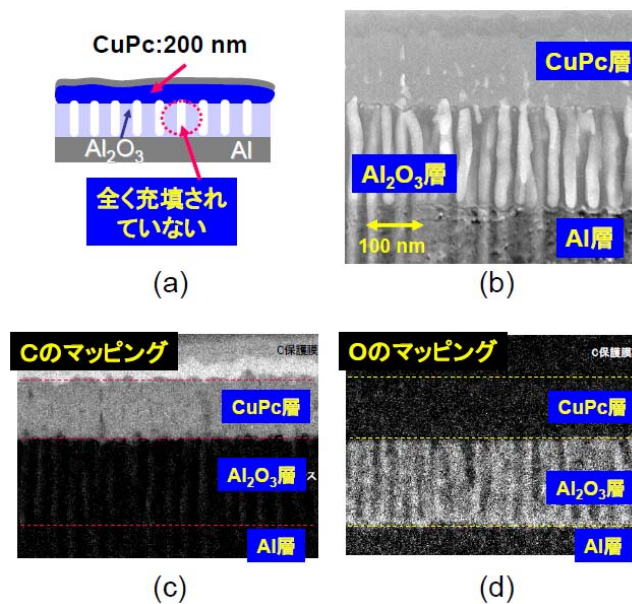 CuPc:200 nm
Al₂O₃
Al
全く充填され
ていない
(a)
CuPc層
Al₂O₃層
Al層
100 nm
(b)
Cのマッピング
C保護膜
CuPc層
Al₂O₃層
ス
Al層
(c)
Oのマッピング
C保護膜
CuPc層
Al₂O₃層
Al層
(d)